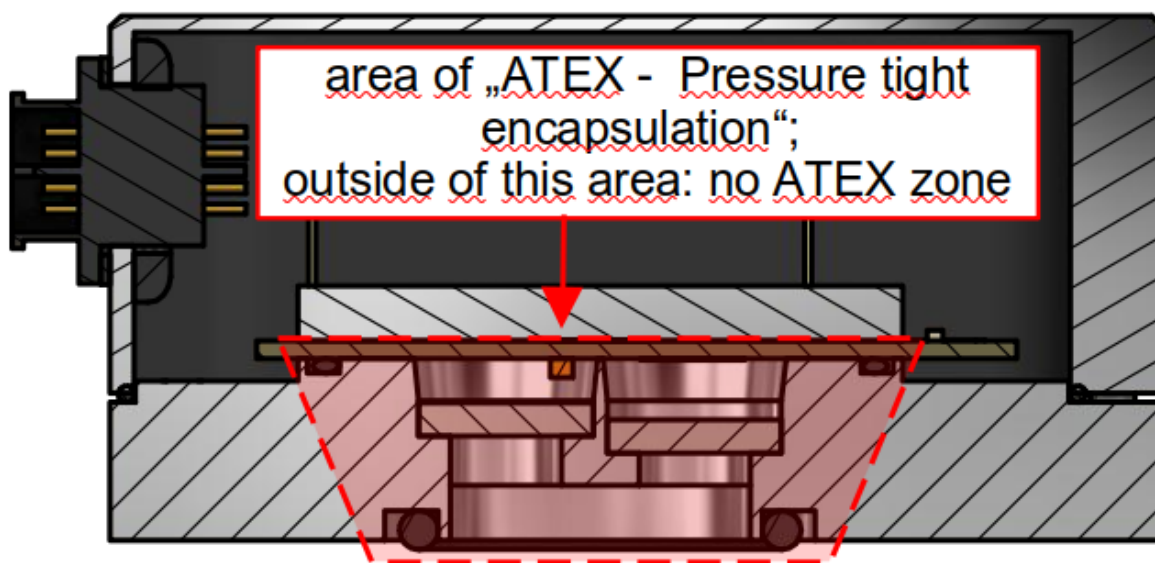 area of „ATEX -  Pressure tight
encapsulation“;
outside of this area: no ATEX zone